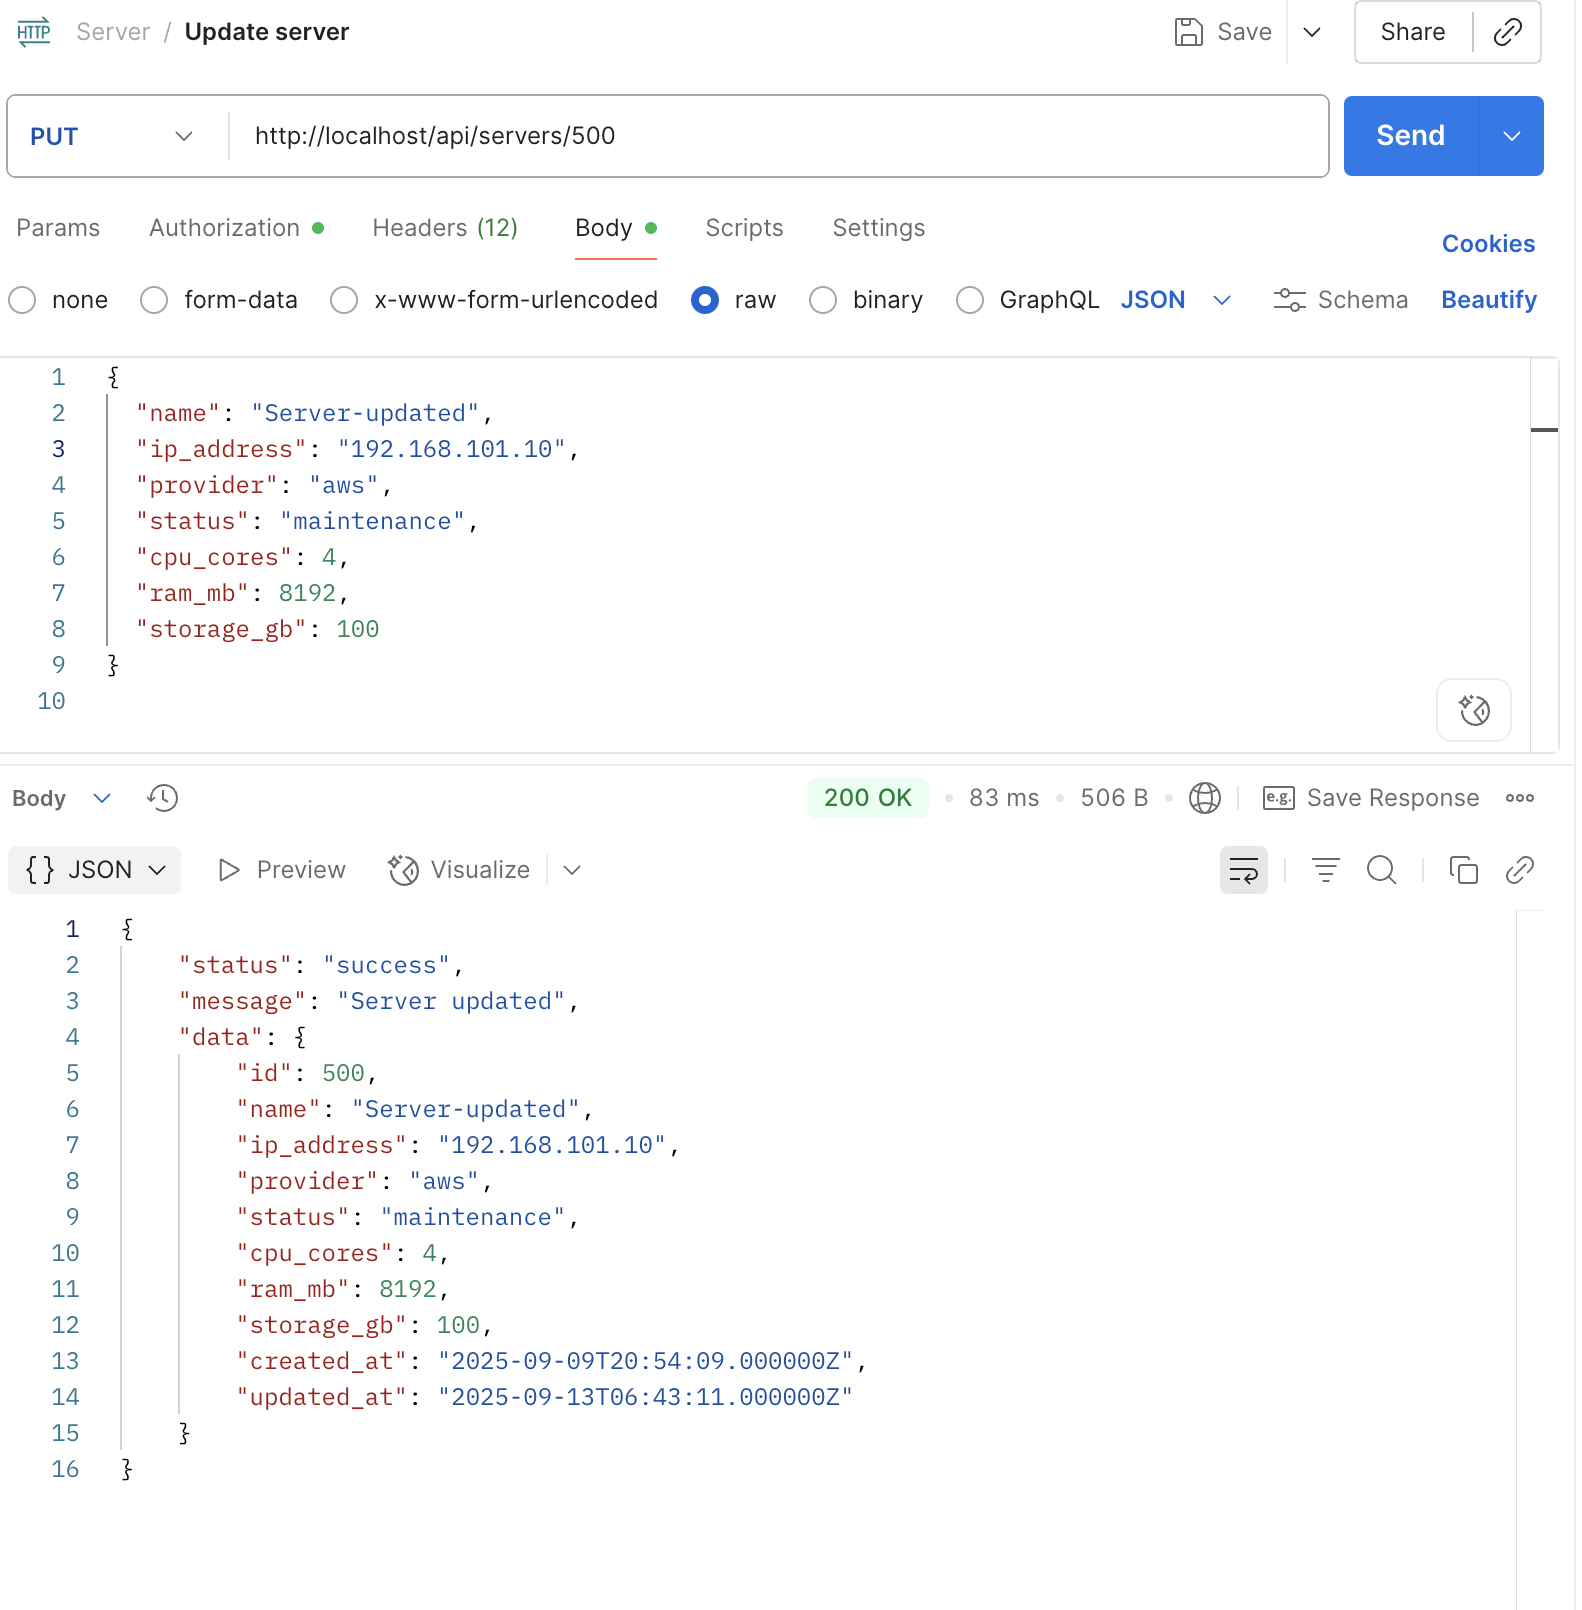 HTTP Server / Update server Save Share
PUT http://localhost/api/servers/500 Send
Params Authorization Headers (12) Body Scripts Settings Cookies
none form-data x-www-form-urlencoded raw binary GraphQL JSON Schema Beautify
1 {
2 "name": "Server-updated",
3 "ip_address": "192.168.101.10",
4 "provider": "aws",
5 "status": "maintenance",
6 "cpu_cores": 4,
7 "ram_mb": 8192,
8 "storage_gb": 100
9 }
10
Body 200 OK 83 ms 506 B e.g. Save Response
{} JSON Preview Visualize
1 {
2 "status": "success",
3 "message": "Server updated",
4 "data": {
5 "id": 500,
6 "name": "Server-updated",
7 "ip_address": "192.168.101.10",
8 "provider": "aws",
9 "status": "maintenance",
10 "cpu_cores": 4,
11 "ram_mb": 8192,
12 "storage_gb": 100,
13 "created_at": "2025-09-09T20:54:09.000000Z",
14 "updated_at": "2025-09-13T06:43:11.000000Z"
15 }
16 }